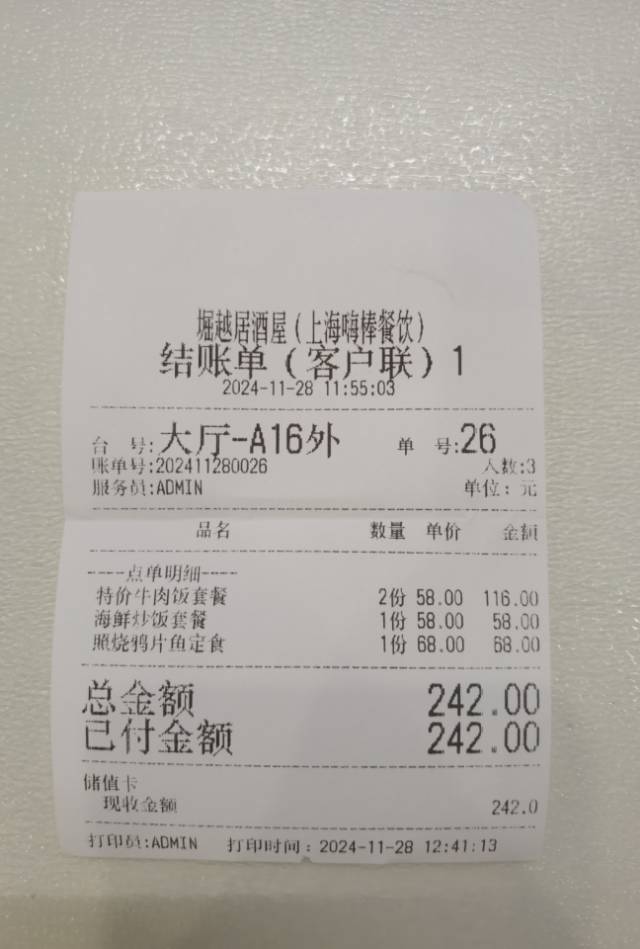 堀越居酒屋(上海嗨棒餐饮)
结账单(客户联)1
2024-11-28 11:55:03
台 号:大厅-A16外 单 号:26
账单号:202411280026 人数:3
服务员:ADMIN 单位: 元
品名 数量 单价 金额
----点单明细----
特价牛肉饭套餐 2份 58.00 116.00
海鲜炒饭套餐 1份 58.00 58.00
照烧鸦片鱼定食 1份 68.00 68.00
总金额 242.00
已付金额 242.00
储值卡
现收金额 242.0
打印员:ADMIN 打印时间: 2024-11-28 12:41:13